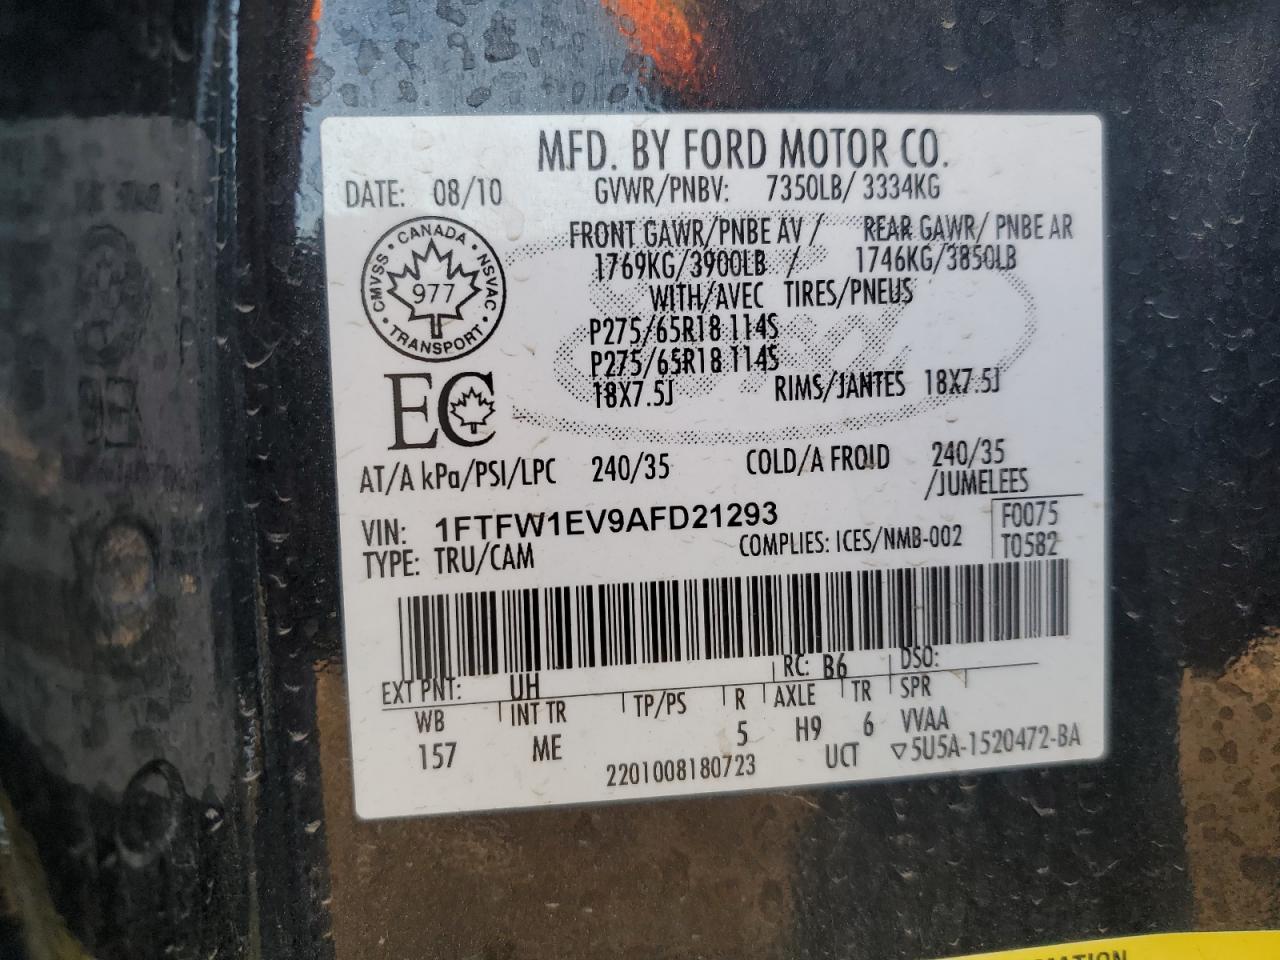 MFD. BY FORD MOTOR CO.
DATE: 08/10 GVWR/PNBV: 7350LB/ 3334KG
FRONT GAWR/PNBE AV / REAR GAWR/ PNBE AR
1769KG/3900LB / 1746KG/3850LB
WITH/AVEC TIRES/PNEUS
CANADA CMVSS NSVAC TRANSPORT
977
P275/65R18 114S
P275/65R18 114S
18X7.5J RIMS/JANTES 18X7.5J
EC
AT/A kPa/PSI/LPC 240/35 COLD/A FROID 240/35
/JUMELEES
VIN: 1FTFW1EV9AFD21293
F0075
TYPE: TRU/CAM COMPLIES: ICES/NMB-002 T0582
RC: B6 DSO:
EXT PNT: UH
WB INT TR TP/PS R AXLE TR SPR
157 ME 5 H9 6 VVAA
2201008180723 UCT ▽5U5A-1520472-BA